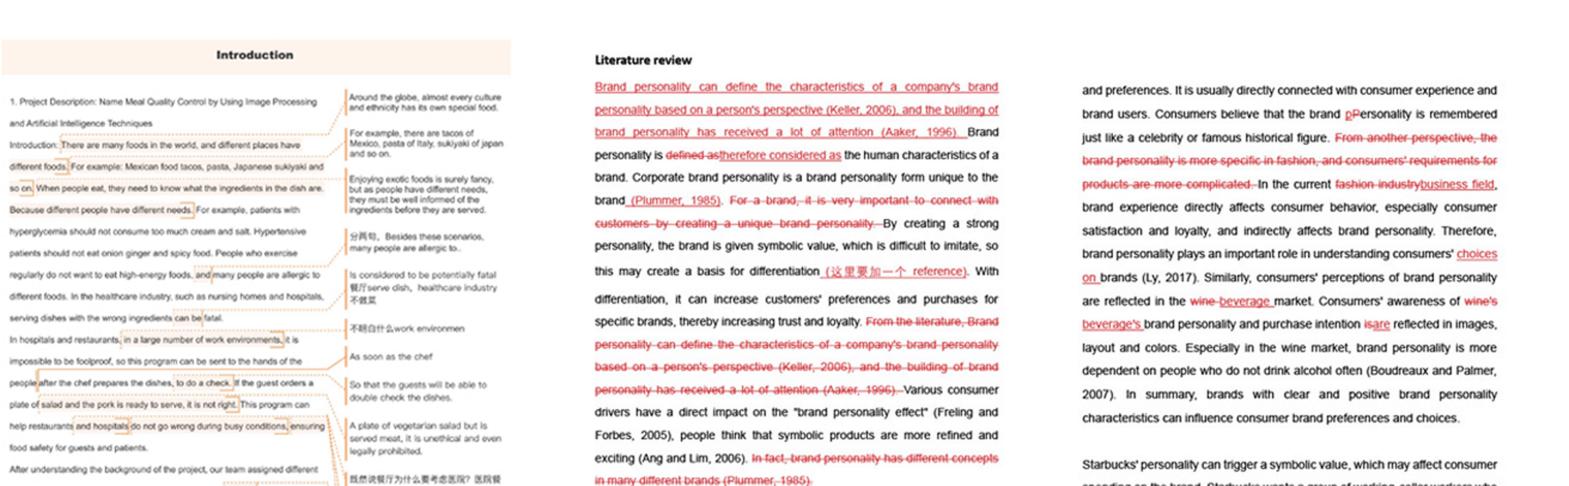 Introduction
1. Project Description: Name Meal Quality Control by Using Image Processing
and Artificial Intelligence Techniques
Introduction: There are many foods in the world, and different places have
different foods. For example: Mexican food tacos, pasta, Japanese sukiyaki and
so on. When people eat, they need to know what the ingredients in the dish are.
Because different people have different needs. For example, patients with
hyperglycemia should not consume too much cream and salt. Hypertensive
patients should not eat onion ginger and spicy food. People who exercise
regularly do not want to eat high-energy foods, and many people are allergic to
different foods. In the healthcare industry, such as nursing homes and hospitals,
serving dishes with the wrong ingredients can be fatal.
In hospitals and restaurants, in a large number of work environments, it is
impossible to be foolproof, so this program can be sent to the hands of the
people after the chef prepares the dishes, to do a check. If the guest orders a
plate of salad and the pork is ready to serve, it is not right. This program can
help restaurants and hospitals do not go wrong during busy conditions, ensuring
food safety for guests and patients.
After understanding the background of the project, our team assigned different
Around the globe, almost every culture
and ethnicity has its own special food.
For example, there are tacos of
Mexico, pasta of Italy, sukiyaki of japan
and so on.
Enjoying exotic foods is surely fancy,
but as people have different needs,
they must be well informed of the
ingredients before they are served.
分两句，Besides these scenarios,
many people are allergic to..
Is considered to be potentially fatal
餐厅serve dish，healthcare industry
不做菜
不明白什么work environmen
As soon as the chef
So that the guests will be able to
double check the dishes.
A plate of vegetarian salad but is
served meat, it is unethical and even
legally prohibited.
既然说餐厅为什么要考虑医院？医院餐
Literature review
Brand personality can define the characteristics of a company's brand
personality based on a person's perspective (Keller, 2006), and the building of
brand personality has received a lot of attention (Aaker, 1996). Brand
personality is defined astherefore considered as the human characteristics of a
brand. Corporate brand personality is a brand personality form unique to the
brand (Plummer, 1985). For a brand, it is very important to connect with
customers by creating a unique brand personality. By creating a strong
personality, the brand is given symbolic value, which is difficult to imitate, so
this may create a basis for differentiation (这里要加一个 reference). With
differentiation, it can increase customers' preferences and purchases for
specific brands, thereby increasing trust and loyalty. From the literature, Brand
personality can define the characteristics of a company's brand personality
based on a person's perspective (Keller, 2006), and the building of brand
personality has received a lot of attention (Aaker, 1996). Various consumer
drivers have a direct impact on the "brand personality effect" (Freling and
Forbes, 2005), people think that symbolic products are more refined and
exciting (Ang and Lim, 2006). In fact, brand personality has different concepts
in many different brands (Plummer, 1985).
and preferences. It is usually directly connected with consumer experience and
brand users. Consumers believe that the brand pPersonality is remembered
just like a celebrity or famous historical figure. From another perspective, the
brand personality is more specific in fashion, and consumers' requirements for
products are more complicated. In the current fashion industrybusiness field,
brand experience directly affects consumer behavior, especially consumer
satisfaction and loyalty, and indirectly affects brand personality. Therefore,
brand personality plays an important role in understanding consumers' choices
on brands (Ly, 2017). Similarly, consumers' perceptions of brand personality
are reflected in the wine beverage market. Consumers' awareness of wine's
beverage's brand personality and purchase intention isare reflected in images,
layout and colors. Especially in the wine market, brand personality is more
dependent on people who do not drink alcohol often (Boudreaux and Palmer,
2007). In summary, brands with clear and positive brand personality
characteristics can influence consumer brand preferences and choices.
Starbucks' personality can trigger a symbolic value, which may affect consumer